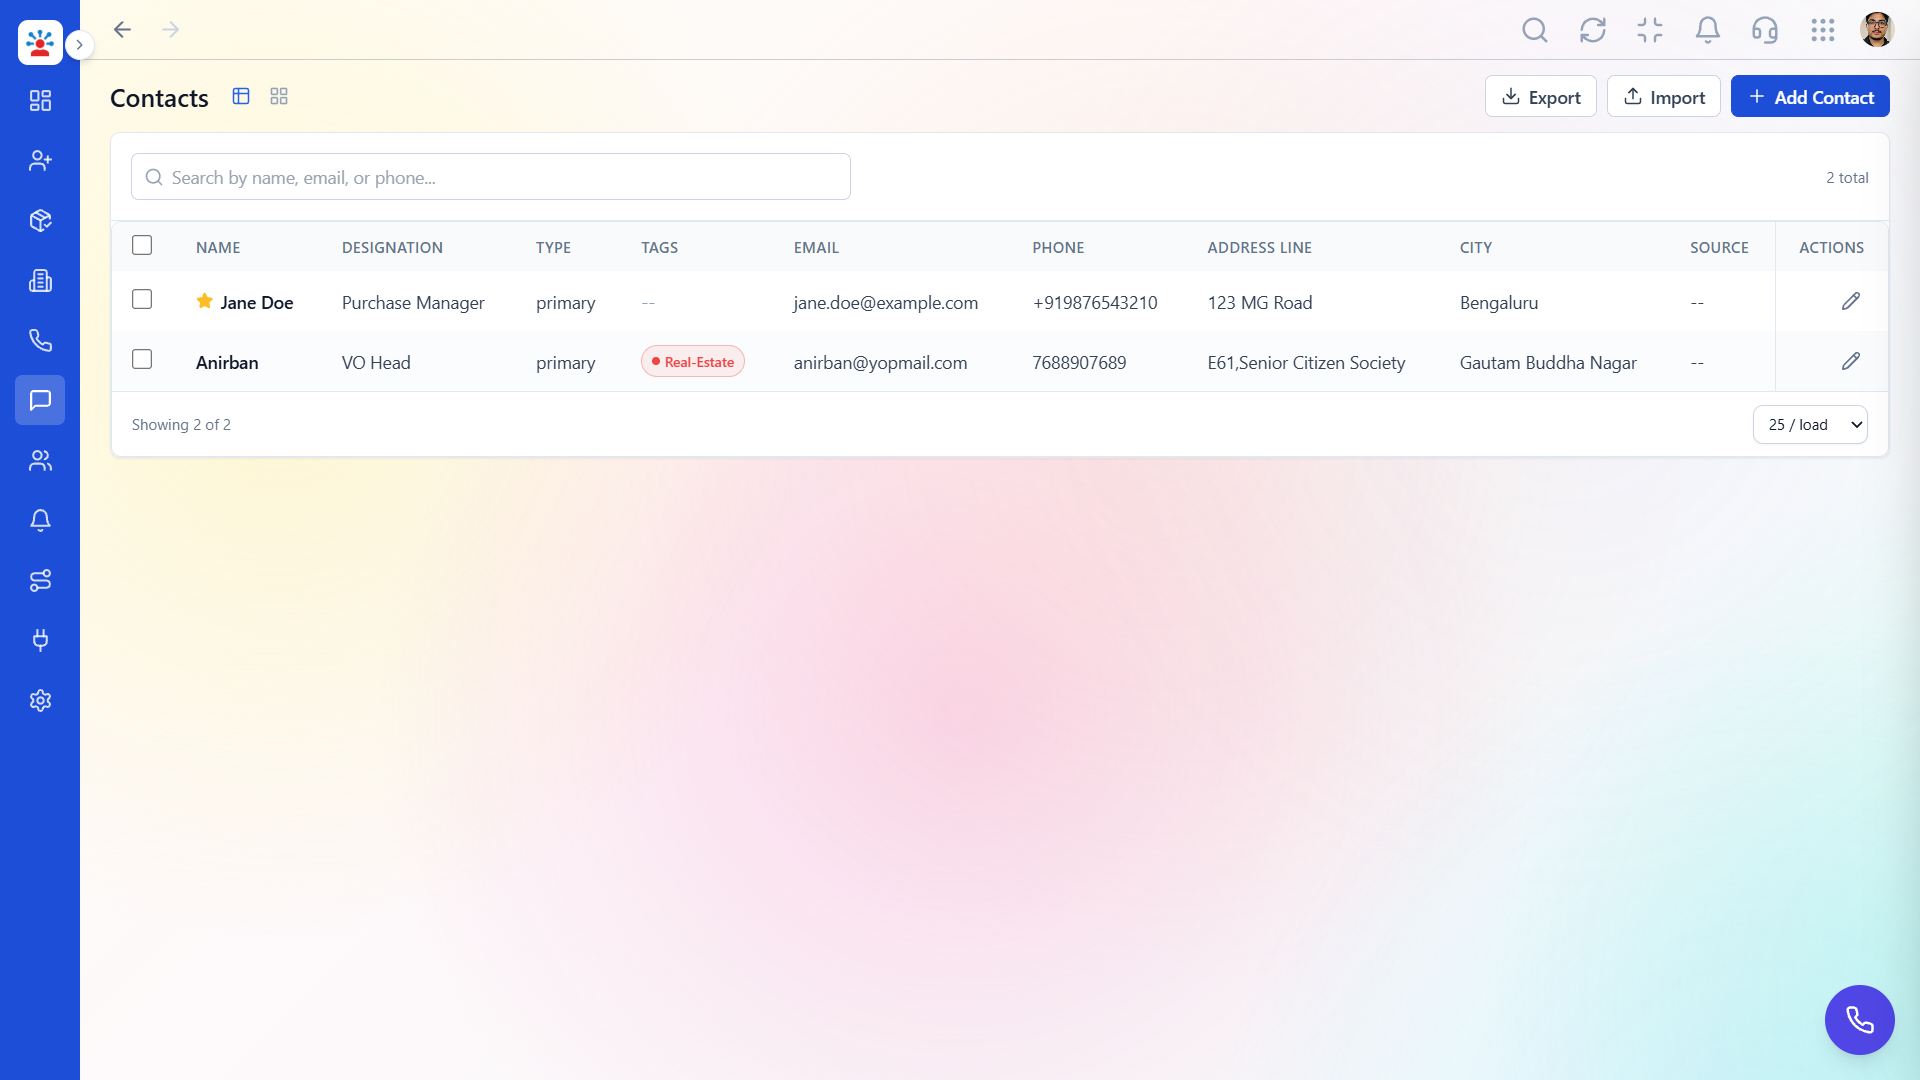 Contacts
Export
Import
Add Contact
Search by name, email, or phone...
2 total
NAME DESIGNATION TYPE TAGS EMAIL PHONE ADDRESS LINE CITY SOURCE ACTIONS
Jane Doe Purchase Manager primary -- jane.doe@example.com +919876543210 123 MG Road Bengaluru --
Anirban VO Head primary Real-Estate anirban@yopmail.com 7688907689 E61,Senior Citizen Society Gautam Buddha Nagar --
Showing 2 of 2
25 / load